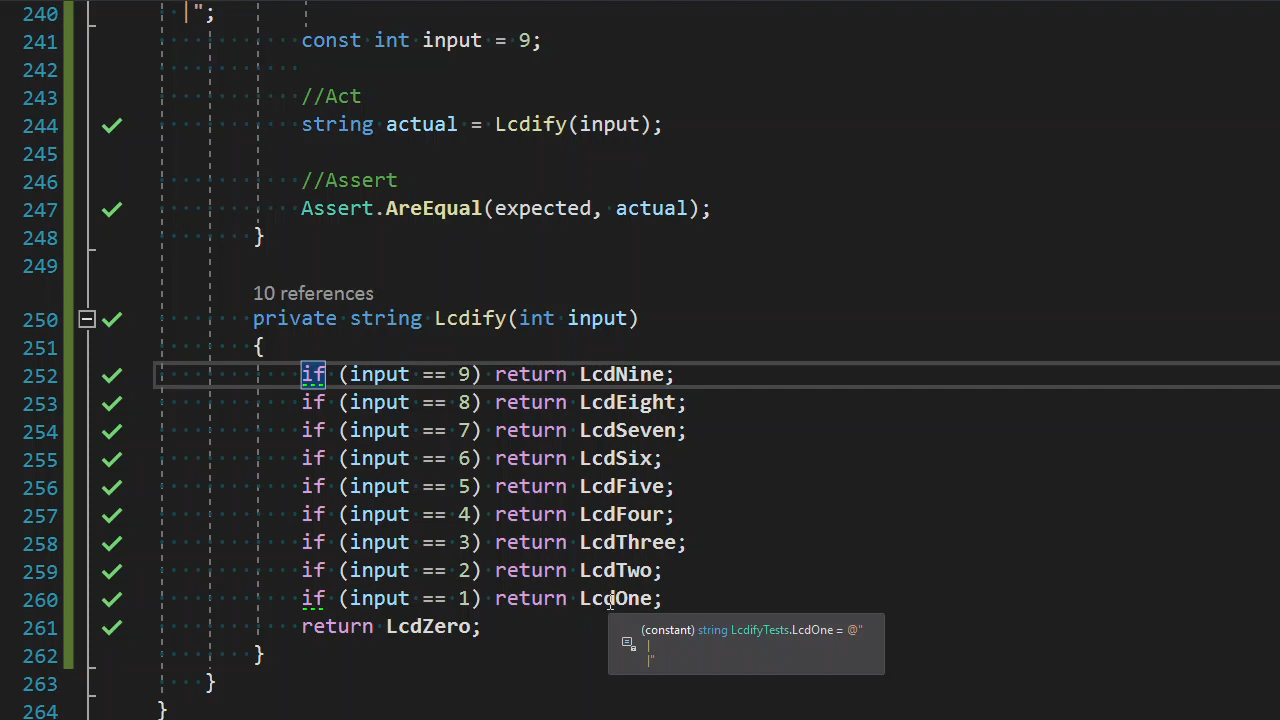 240 |";
241 const int input = 9;
242
243 //Act
244 string actual = Lcdify(input);
245
246 //Assert
247 Assert.AreEqual(expected, actual);
248 }
249
10 references
250 private string Lcdify(int input)
251 {
252 if (input == 9) return LcdNine;
253 if (input == 8) return LcdEight;
254 if (input == 7) return LcdSeven;
255 if (input == 6) return LcdSix;
256 if (input == 5) return LcdFive;
257 if (input == 4) return LcdFour;
258 if (input == 3) return LcdThree;
259 if (input == 2) return LcdTwo;
260 if (input == 1) return LcdOne;
261 return LcdZero;
(constant) string LcdifyTests.LcdOne = @"
|
|"
262 }
263 }
264 }